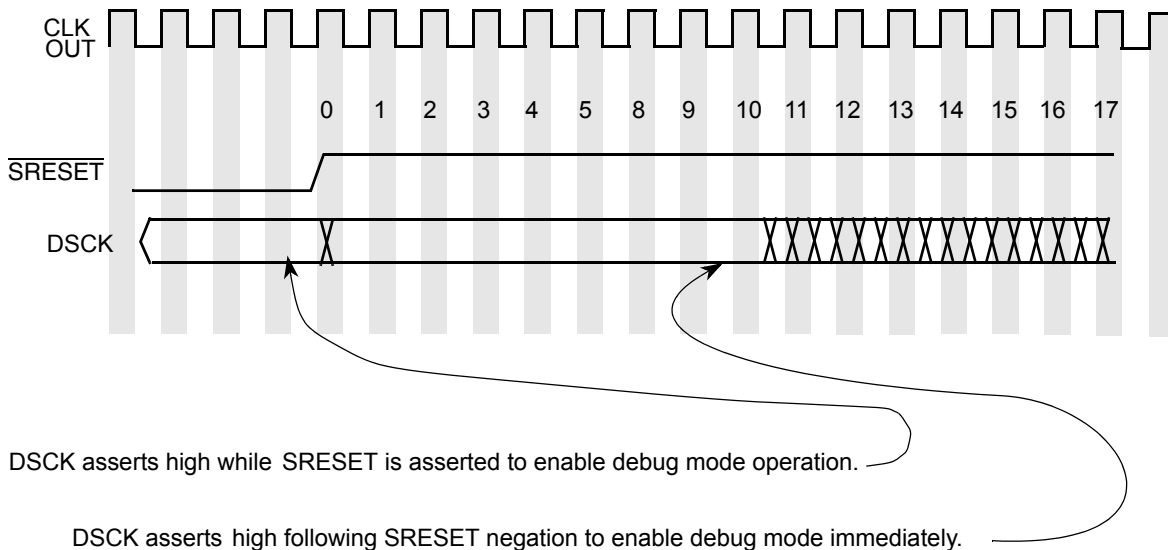 CLK
OUT
0 1 2 3 4 5 8 9 10 11 12 13 14 15 16 17
SRESET
DSCK
DSCK asserts high while SRESET is asserted to enable debug mode operation.
DSCK asserts high following SRESET negation to enable debug mode immediately.